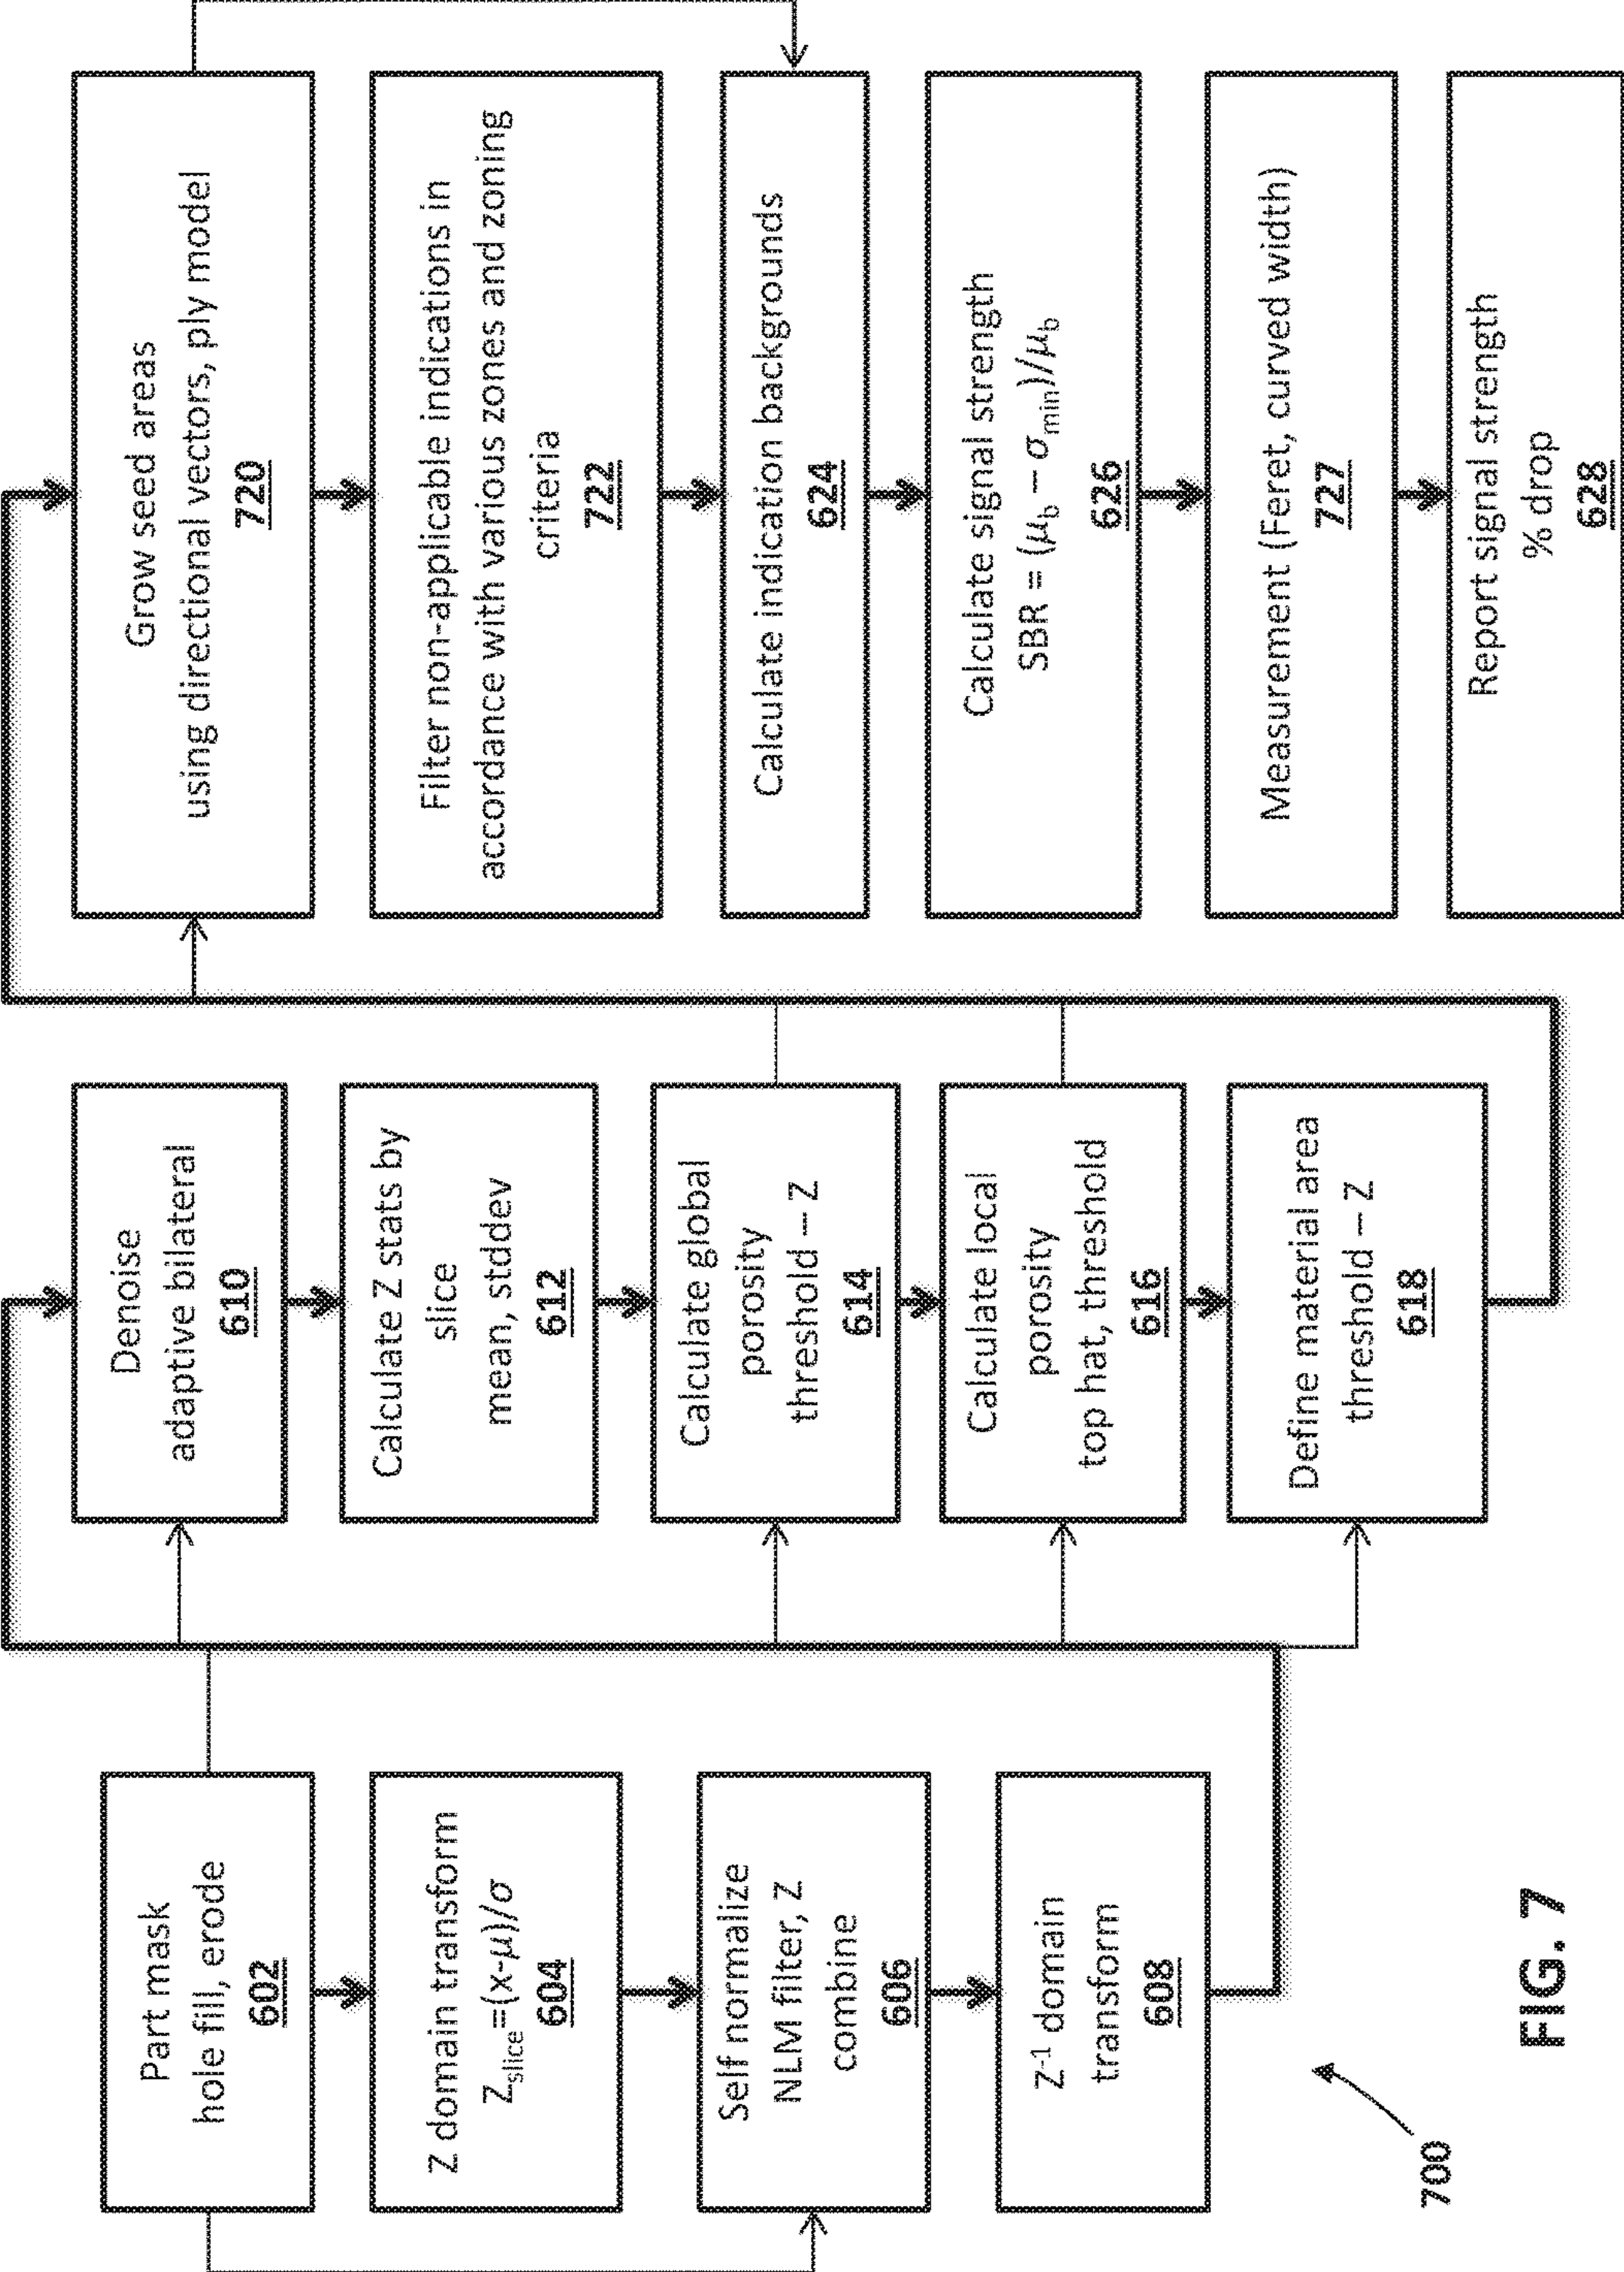 Part mask
hole fill, erode
602
Z domain transform
Zslice=(x-μ)/σ
604
Self normalize
NLM filter, Z
combine
606
Z-1 domain
transform
608
Denoise
adaptive bilateral
610
Calculate Z stats by
slice
mean, stddev
612
Calculate global
porosity
threshold – Z
614
Calculate local
porosity
top hat, threshold
616
Define material area
threshold – Z
618
Grow seed areas
using directional vectors, ply model
720
Filter non-applicable indications in
accordance with various zones and zoning
criteria
722
Calculate indication backgrounds
624
Calculate signal strength
SBR = (μb – σmin)/μb
626
Measurement (Feret, curved width)
727
Report signal strength
% drop
628
700
FIG. 7